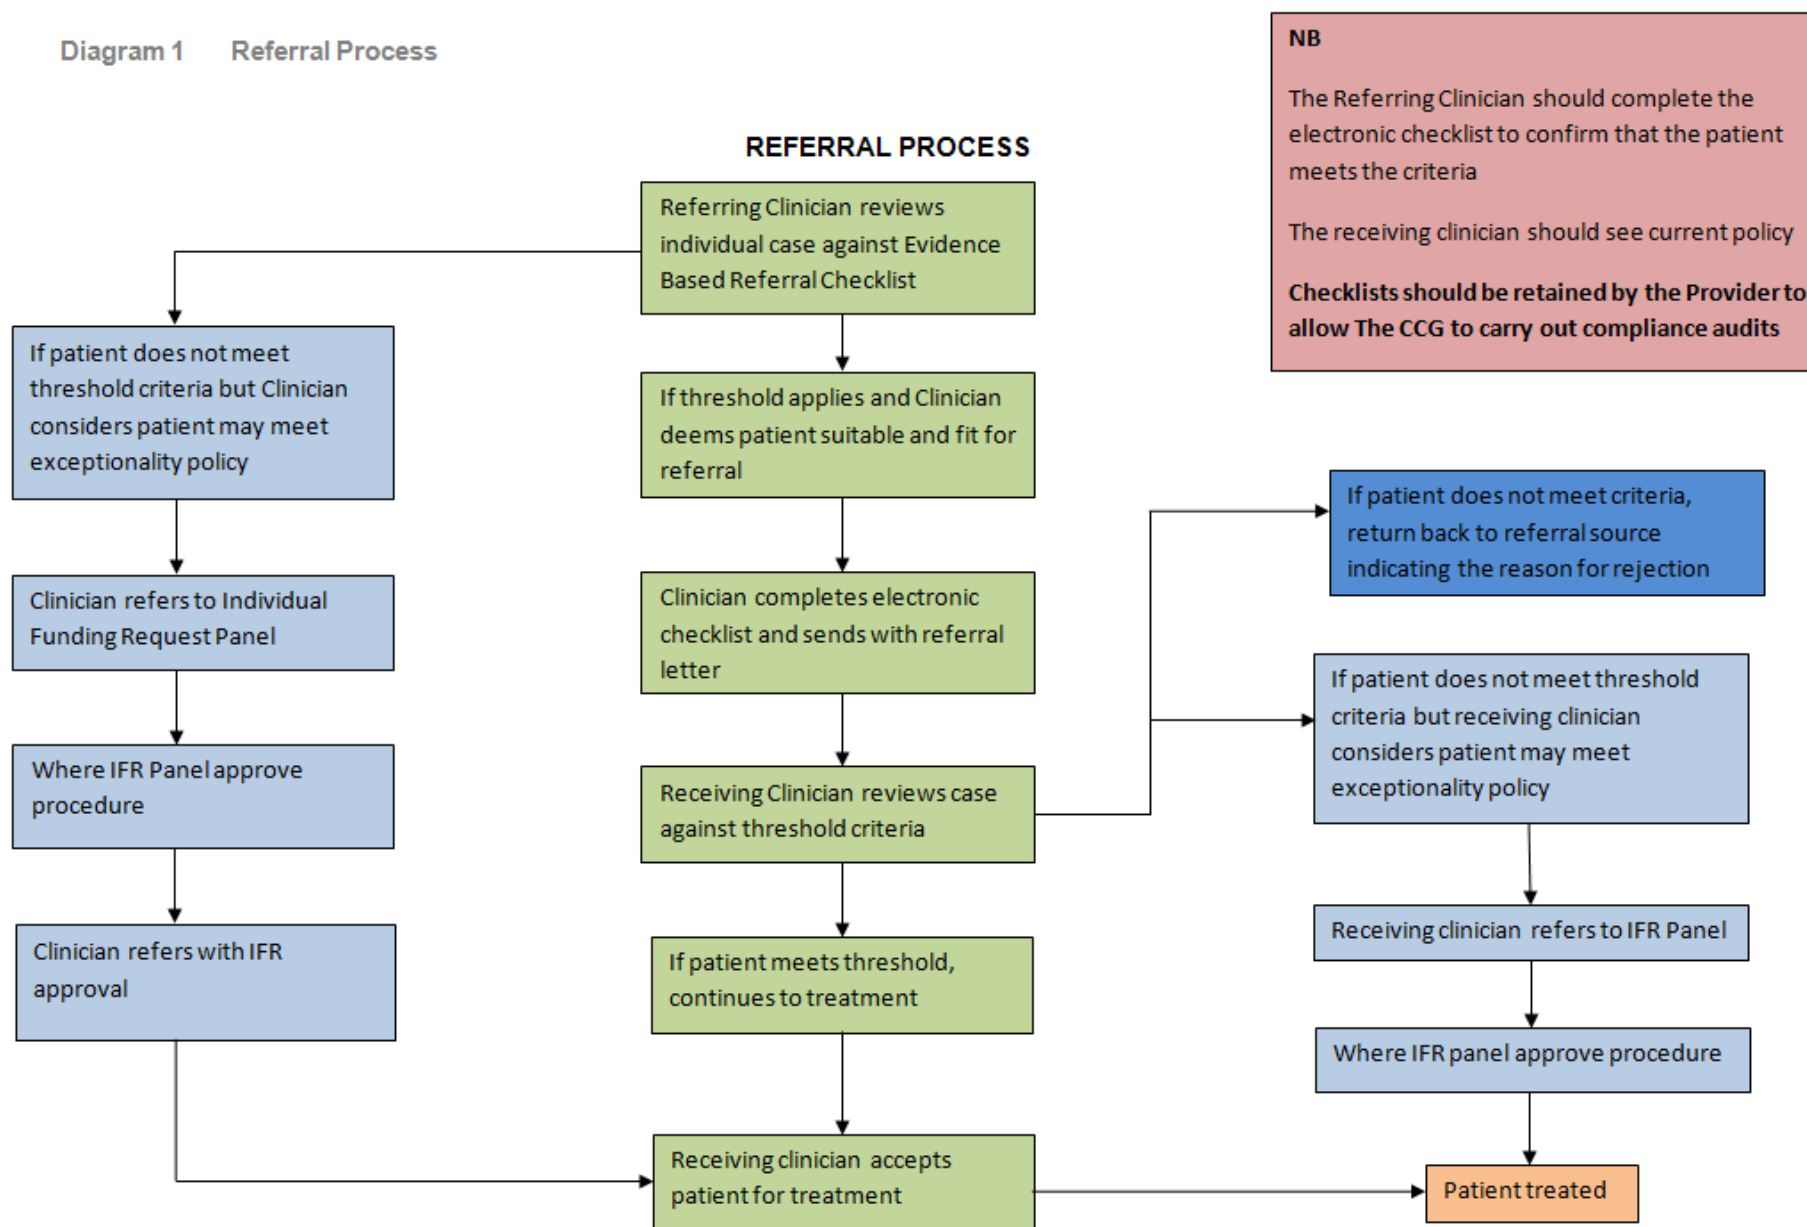 Diagram 1 Referral Process
NB
The Referring Clinician should complete the
electronic checklist to confirm that the patient
meets the criteria
The receiving clinician should see current policy
Checklists should be retained by the Provider to
allow The CCG to carry out compliance audits
REFERRAL PROCESS
Referring Clinician reviews
individual case against Evidence
Based Referral Checklist
If patient does not meet
threshold criteria but Clinician
considers patient may meet
exceptionality policy
Clinician refers to Individual
Funding Request Panel
Where IFR Panel approve
procedure
Clinician refers with IFR
approval
If threshold applies and Clinician
deems patient suitable and fit for
referral
Clinician completes electronic
checklist and sends with referral
letter
Receiving Clinician reviews case
against threshold criteria
If patient meets threshold,
continues to treatment
Receiving clinician accepts
patient for treatment
If patient does not meet criteria,
return back to referral source
indicating the reason for rejection
If patient does not meet threshold
criteria but receiving clinician
considers patient may meet
exceptionality policy
Receiving clinician refers to IFR Panel
Where IFR panel approve procedure
Patient treated